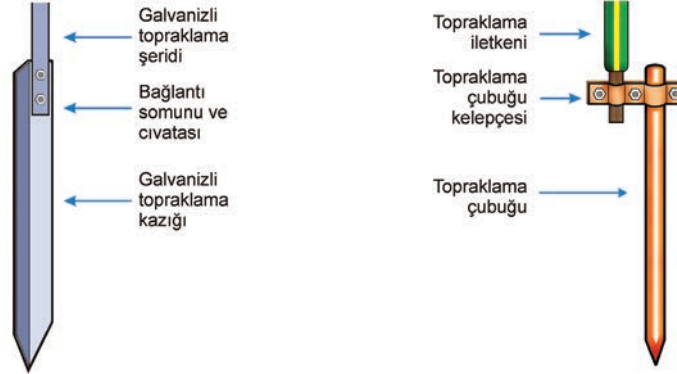 Galvanizli
topraklama
şeridi
Bağlantı
somunu ve
cıvatası
Galvanizli
topraklama
kazığı
Topraklama
iletkeni
Topraklama
çubuğu
kelepçesi
Topraklama
çubuğu